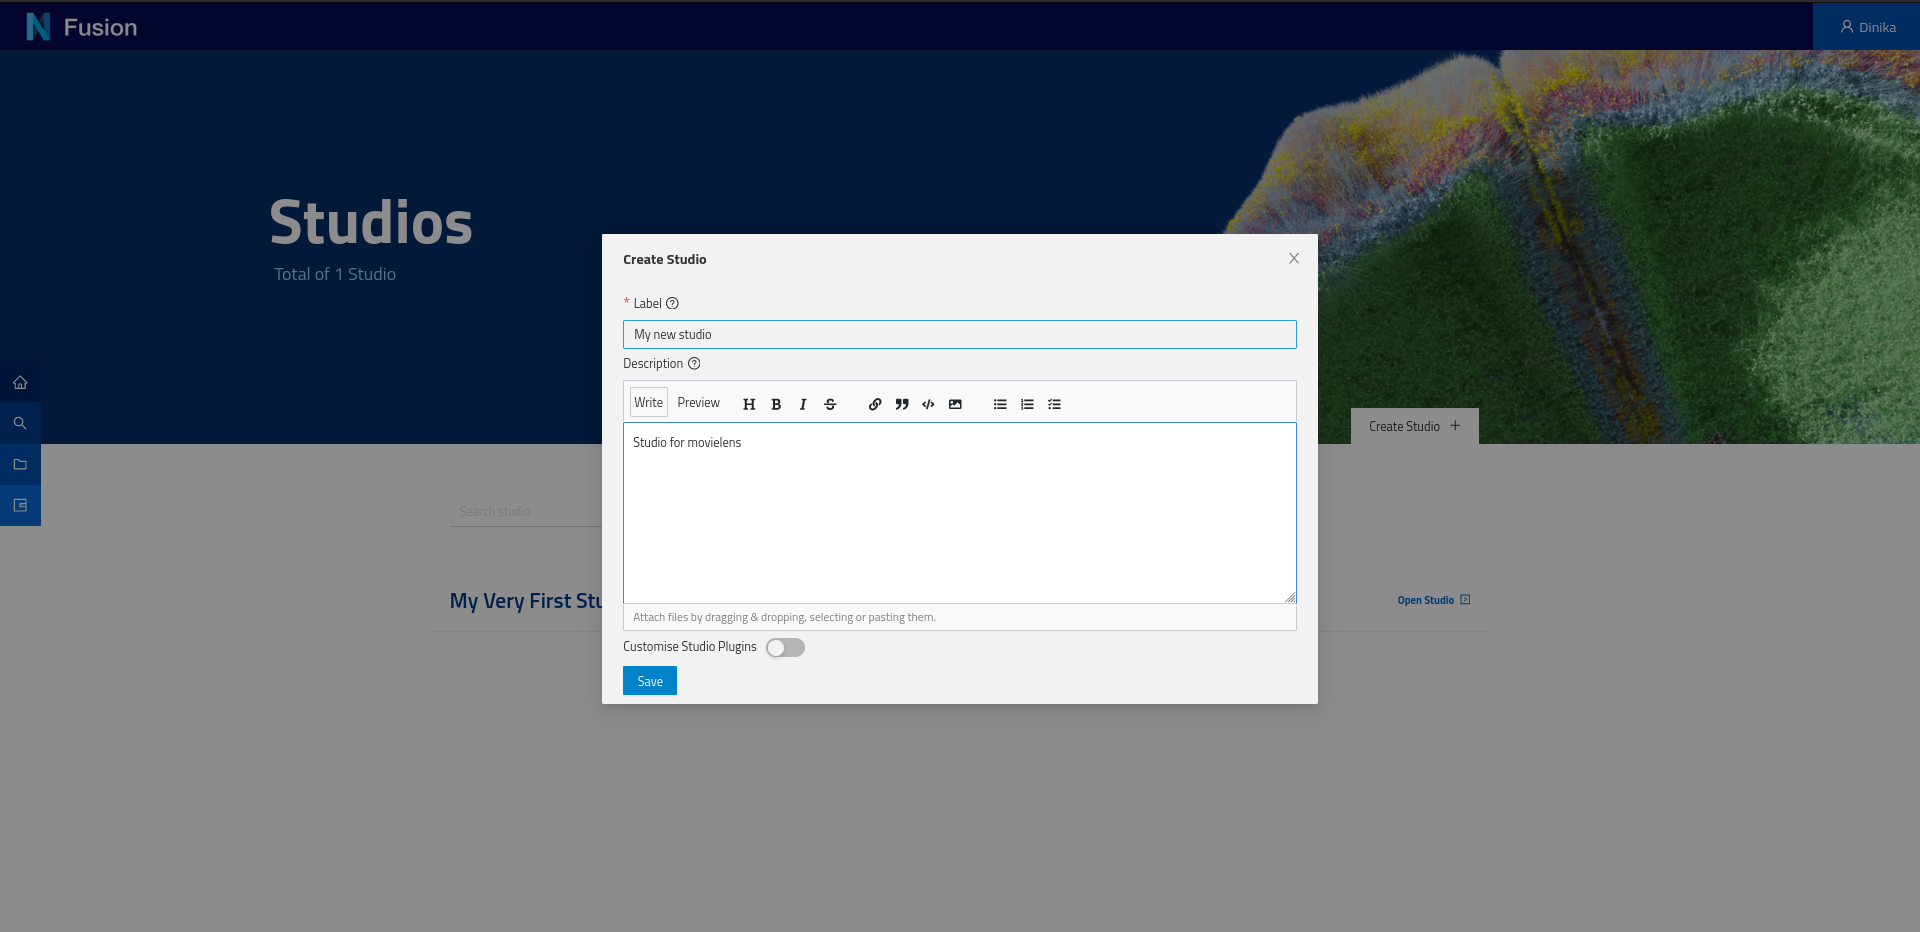 Fusion
Dinika
Studios
Total of 1 Studio
Create Studio
* Label
My new studio
Description
Write Preview H B I S
Studio for movielens
Attach files by dragging & dropping, selecting or pasting them.
Customise Studio Plugins
Save
Create Studio +
Search studio
My Very First Stu
Open Studio